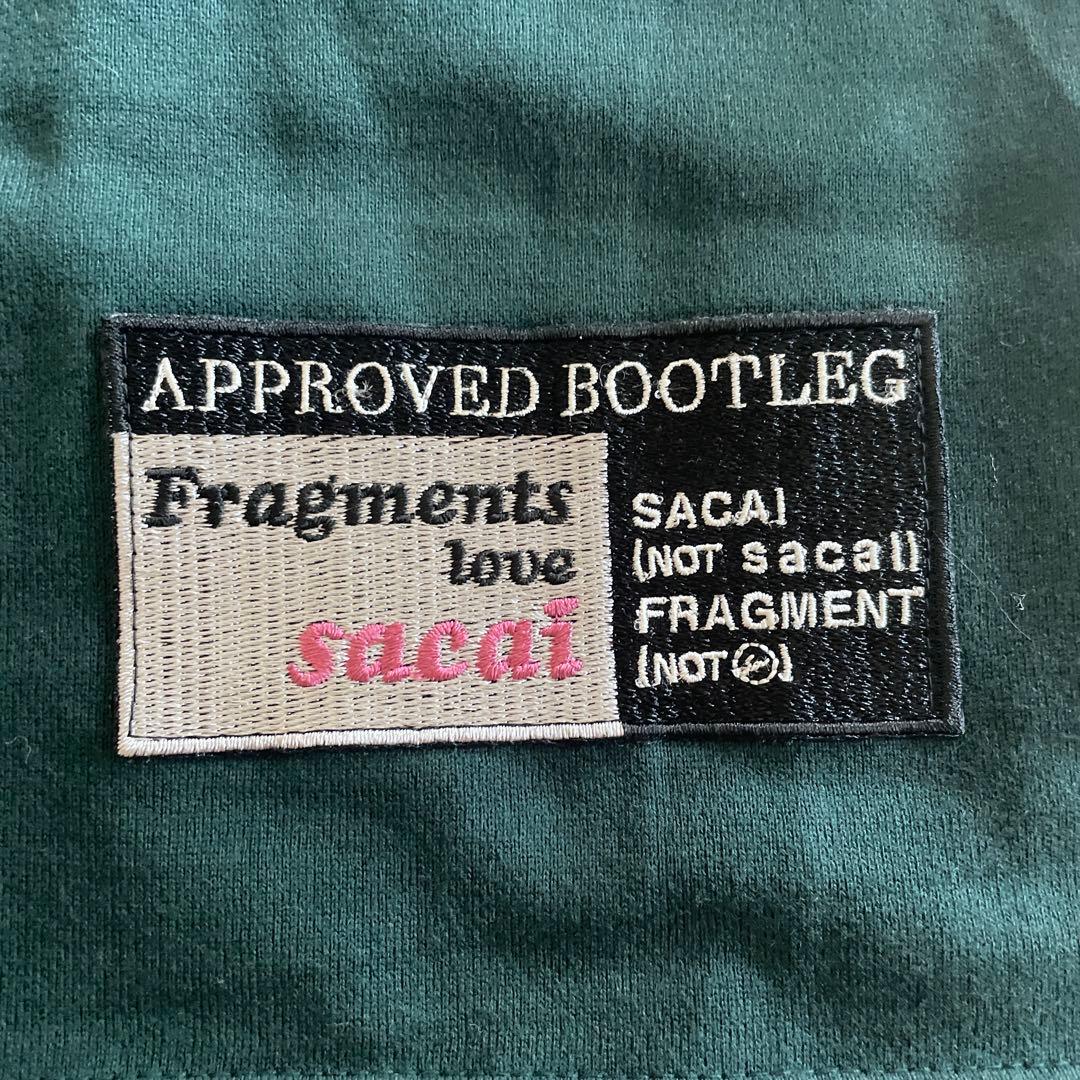 APPROVED BOOTLEG
Fragments
love
sacai
SACAI
(NOT sacai)
FRAGMENT
(NOT )